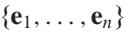 {e₁, . . . , eₙ}